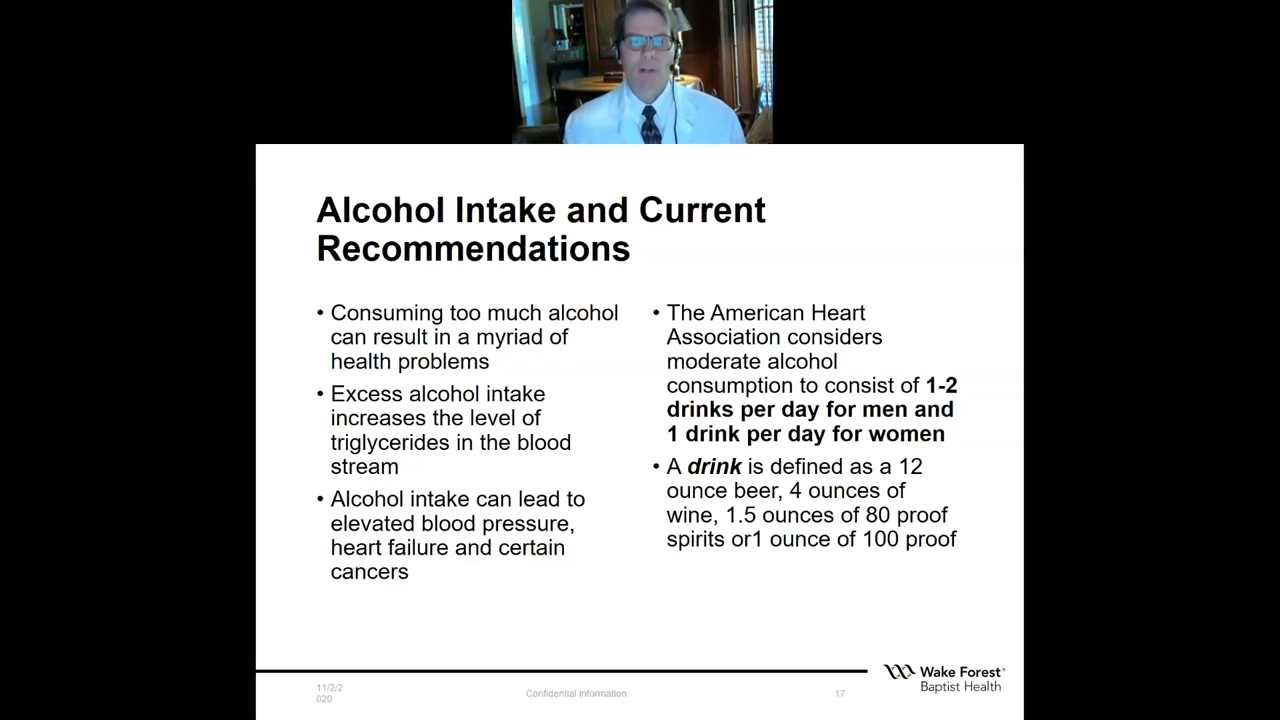 Alcohol Intake and Current
Recommendations
• Consuming too much alcohol
can result in a myriad of
health problems
• Excess alcohol intake
increases the level of
triglycerides in the blood
stream
• Alcohol intake can lead to
elevated blood pressure,
heart failure and certain
cancers
• The American Heart
Association considers
moderate alcohol
consumption to consist of 1-2
drinks per day for men and
1 drink per day for women
• A drink is defined as a 12
ounce beer, 4 ounces of
wine, 1.5 ounces of 80 proof
spirits or1 ounce of 100 proof
11/2/2
020
Confidential Information
17
Wake Forest®
Baptist Health